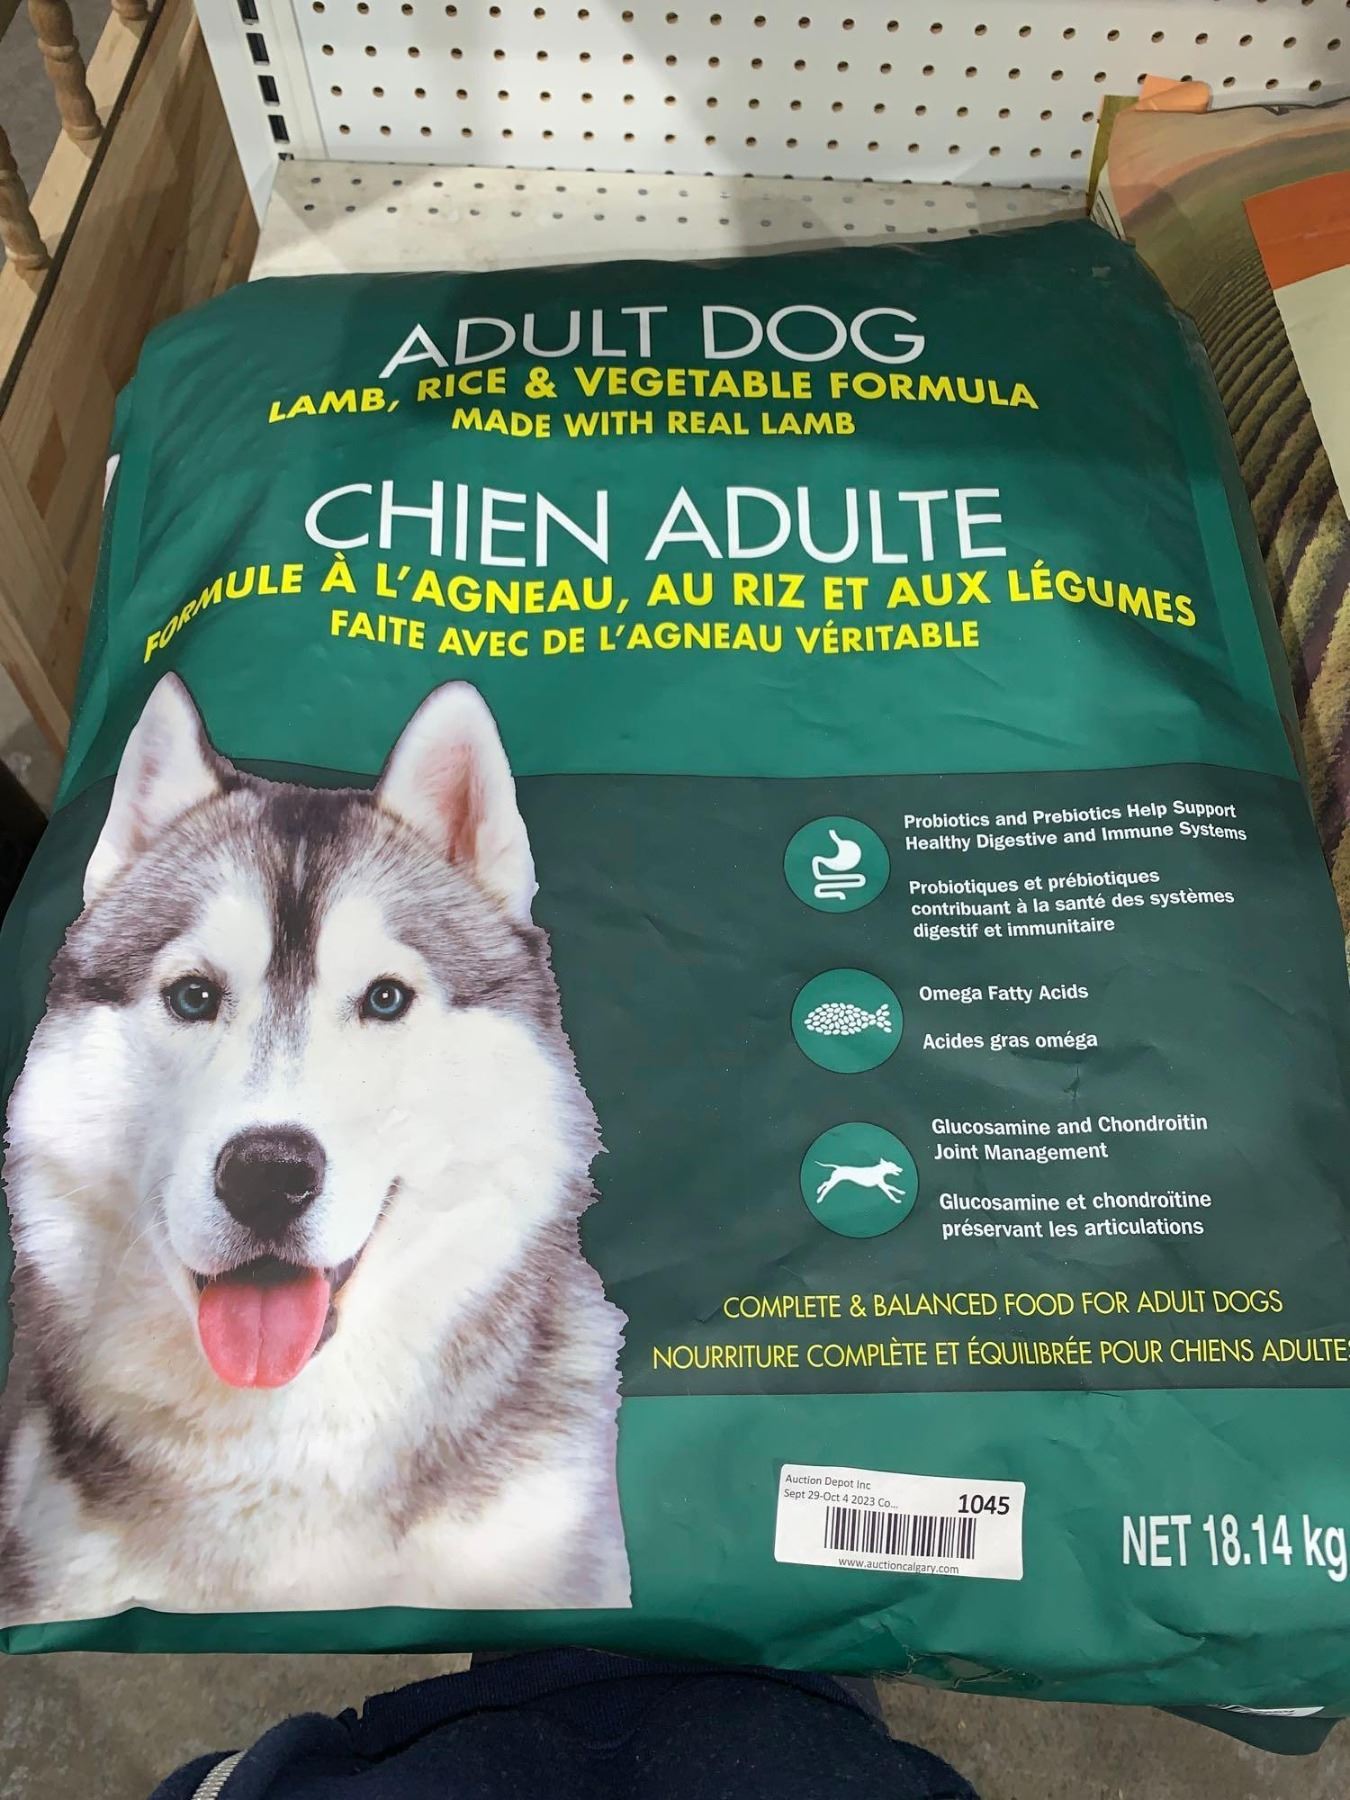 ADULT DOG
LAMB, RICE & VEGETABLE FORMULA
MADE WITH REAL LAMB
CHIEN ADULTE
FORMULE À L'AGNEAU, AU RIZ ET AUX LÉGUMES
FAITE AVEC DE L'AGNEAU VÉRITABLE
Probiotics and Prebiotics Help Support
Healthy Digestive and Immune Systems
Probiotiques et prébiotiques
contribuant à la santé des systèmes
digestif et immunitaire
Omega Fatty Acids
Acides gras oméga
Glucosamine and Chondroitin
Joint Management
Glucosamine et chondroïtine
préservant les articulations
COMPLETE & BALANCED FOOD FOR ADULT DOGS
NOURRITURE COMPLÈTE ET ÉQUILIBRÉE POUR CHIENS ADULTES
Auction Depot Inc
Sept 29-Oct 4 2023 Co...
1045
www.auctioncalgary.com
NET 18.14 kg